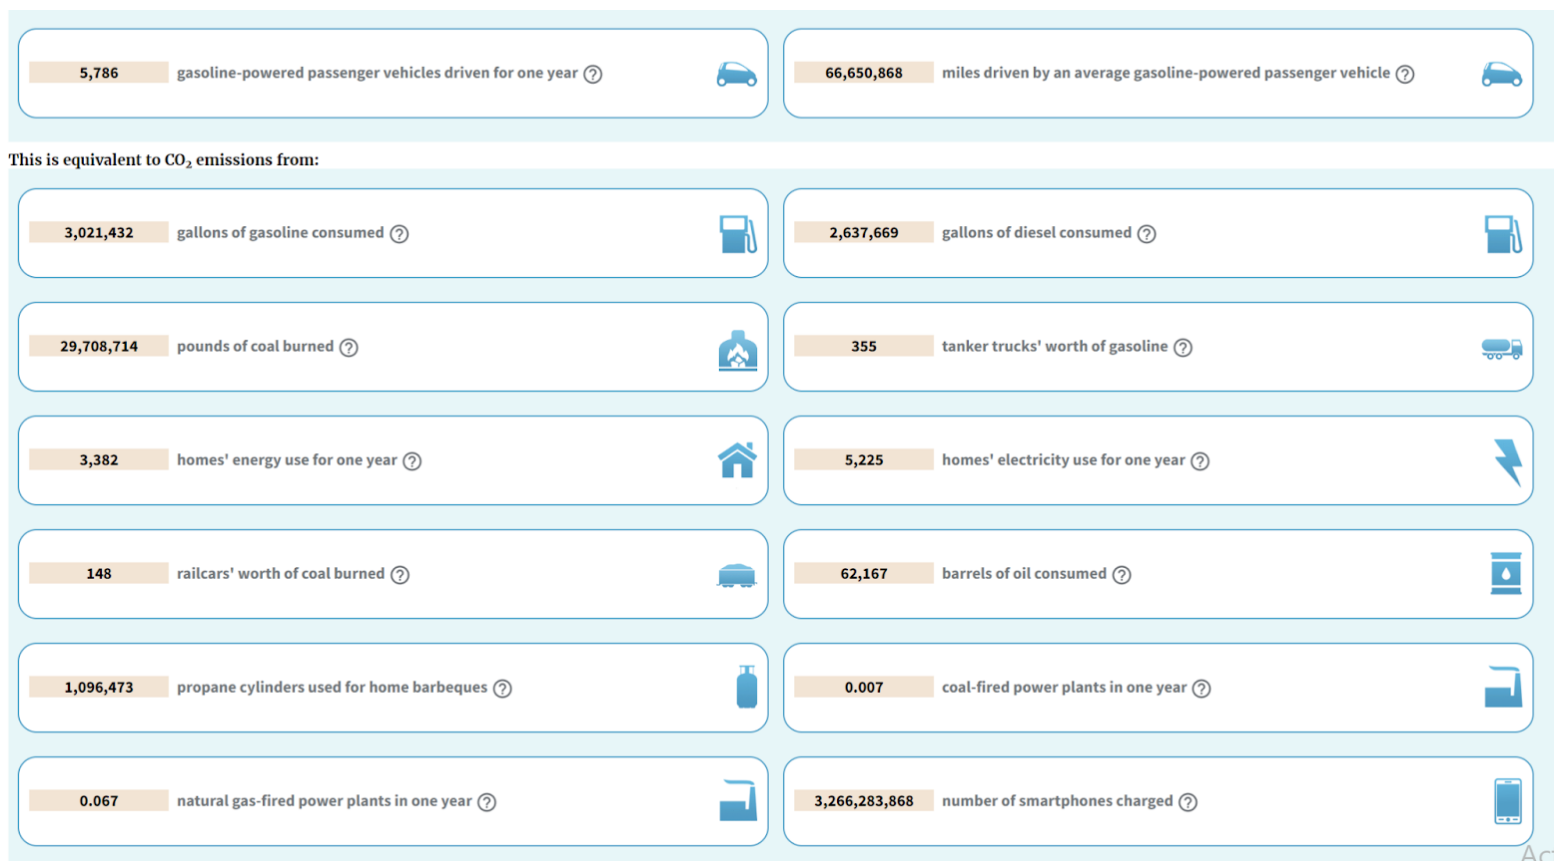 5,786 gasoline-powered passenger vehicles driven for one year ?
66,650,868 miles driven by an average gasoline-powered passenger vehicle ?
This is equivalent to CO₂ emissions from:
3,021,432 gallons of gasoline consumed ?
2,637,669 gallons of diesel consumed ?
29,708,714 pounds of coal burned ?
355 tanker trucks' worth of gasoline ?
3,382 homes' energy use for one year ?
5,225 homes' electricity use for one year ?
148 railcars' worth of coal burned ?
62,167 barrels of oil consumed ?
1,096,473 propane cylinders used for home barbeques ?
0.007 coal-fired power plants in one year ?
0.067 natural gas-fired power plants in one year ?
3,266,283,868 number of smartphones charged ?